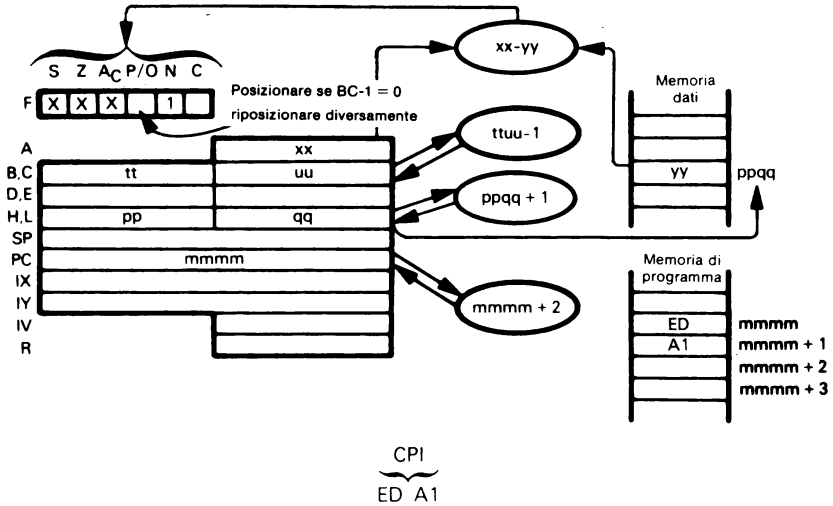 xx-yy
S Z AC P/O N C
F X X X 1
Posizionare se BC-1 = 0
riposizionare diversamente
Memoria
dati
A xx
ttuu-1
B,C tt uu
yy ppqq
D,E
ppqq + 1
H,L pp qq
SP
PC mmmm
Memoria di
programma
IX
IY
mmmm + 2
IV
R
ED mmmm
A1 mmmm + 1
mmmm + 2
mmmm + 3
CPI
ED A1